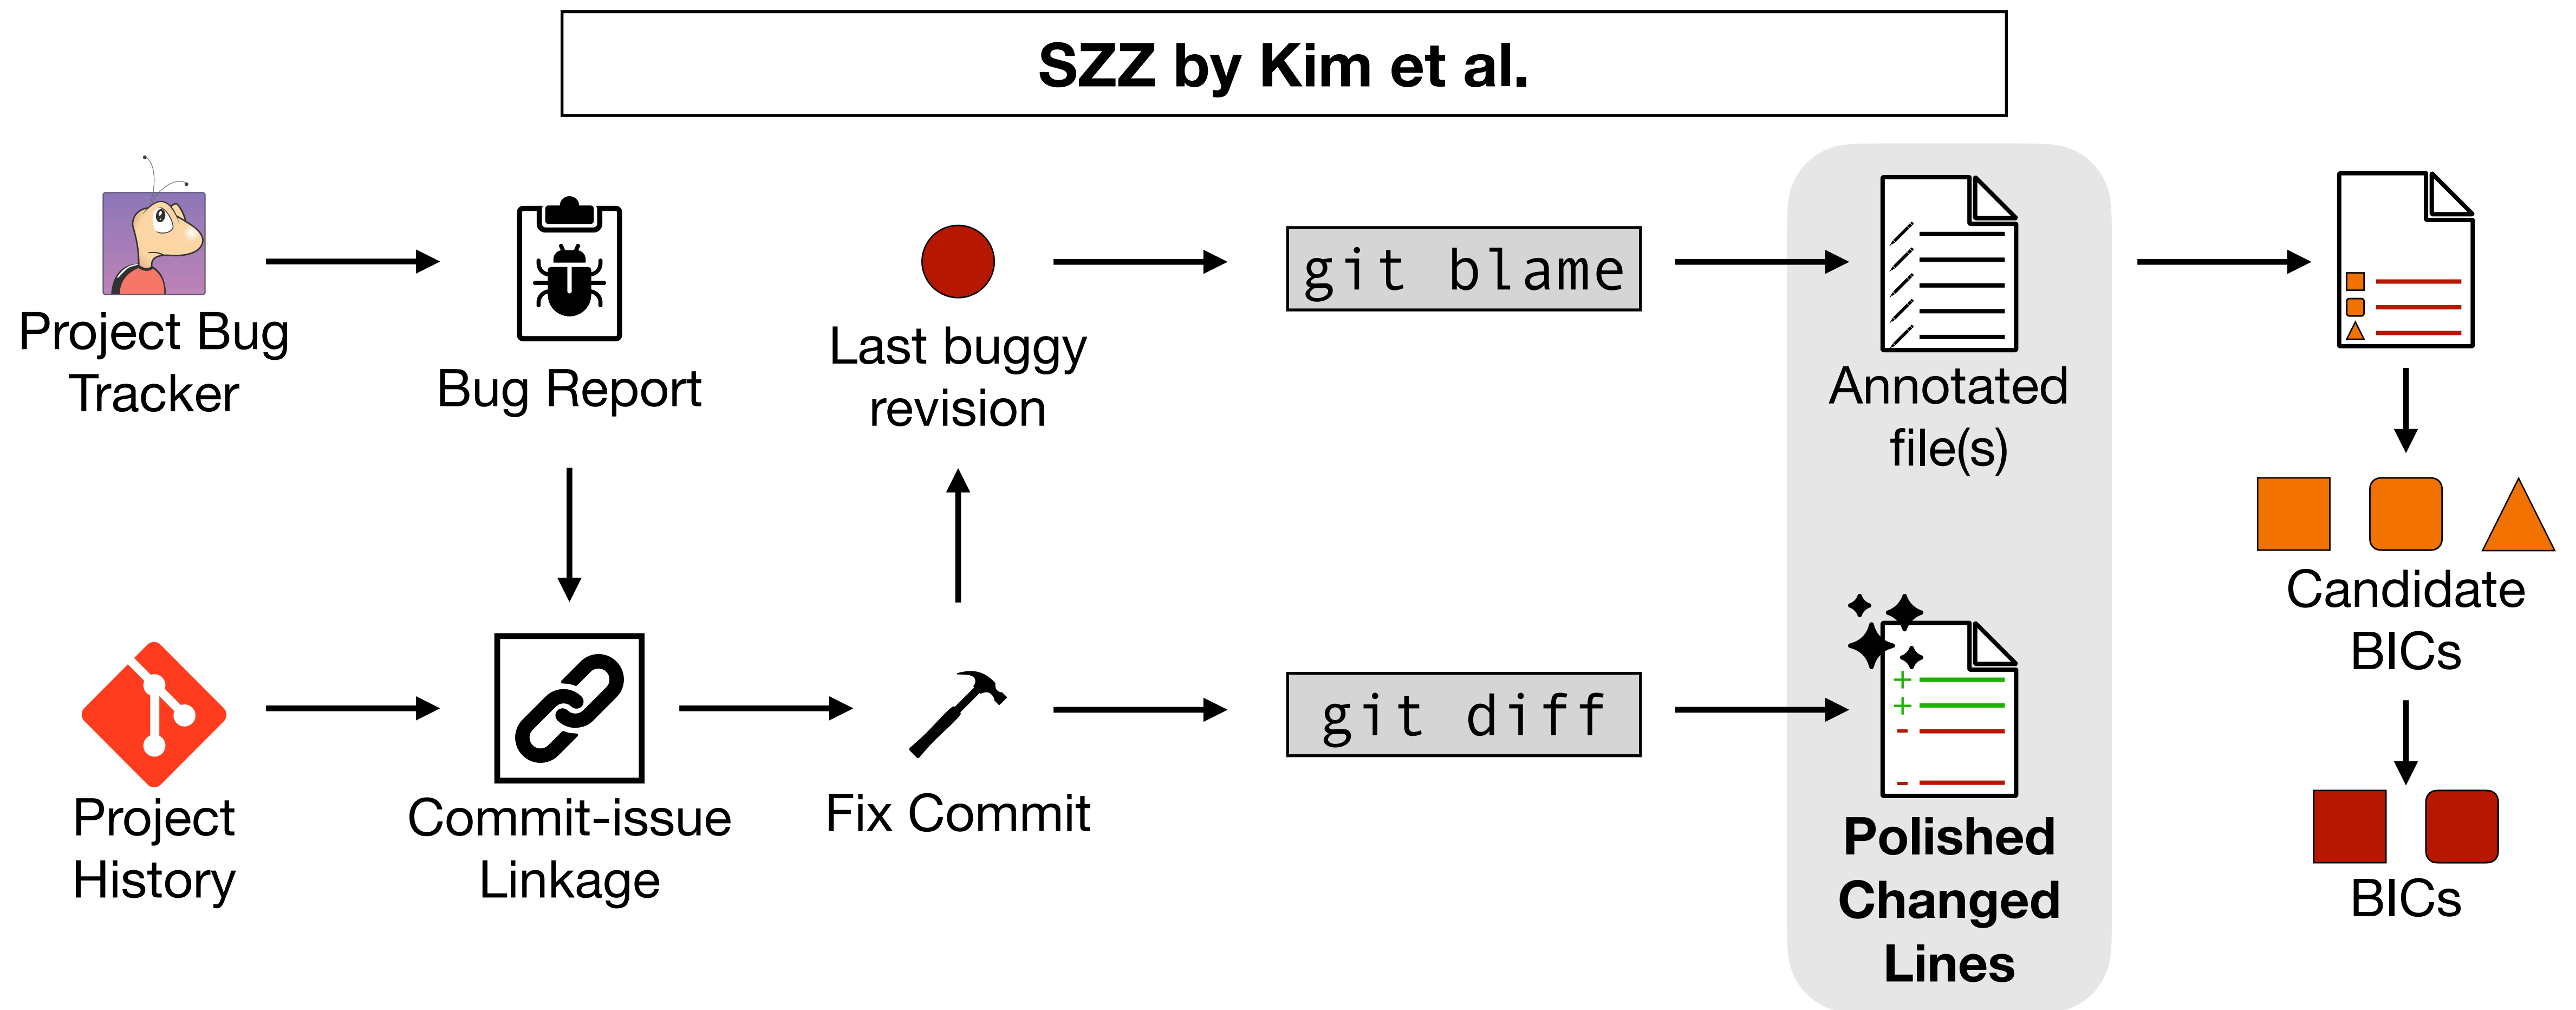 SZZ by Kim et al.
Project Bug
Tracker
Bug Report
Last buggy
revision
git blame
Annotated
file(s)
Candidate
BICs
Project
History
Commit-issue
Linkage
Fix Commit
git diff
Polished
Changed
Lines
BICs